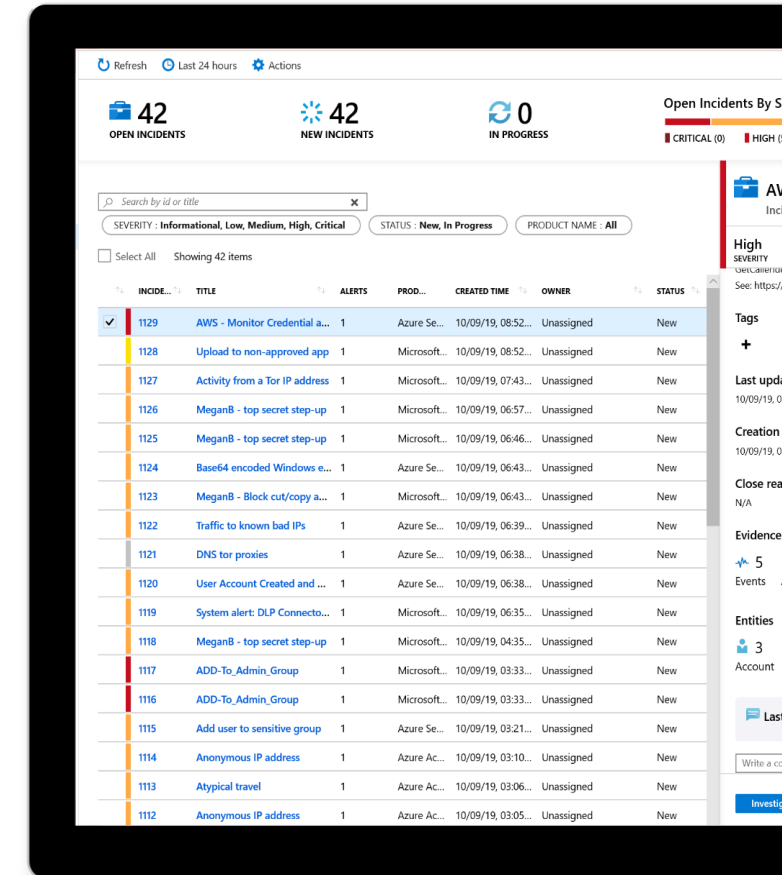 Refresh Last 24 hours Actions
42 42 0
OPEN INCIDENTS NEW INCIDENTS IN PROGRESS
Open Incidents By S
CRITICAL (0) HIGH (
Search by id or title
SEVERITY : Informational, Low, Medium, High, Critical STATUS : New, In Progress PRODUCT NAME : All
Select All Showing 42 items
INCIDE... TITLE ALERTS PROD... CREATED TIME OWNER STATUS
1129 AWS - Monitor Credential a... 1 Azure Se... 10/09/19, 08:52... Unassigned New
1128 Upload to non-approved app 1 Microsoft... 10/09/19, 08:52... Unassigned New
1127 Activity from a Tor IP address 1 Microsoft... 10/09/19, 07:43... Unassigned New
1126 MeganB - top secret step-up 1 Microsoft... 10/09/19, 06:57... Unassigned New
1125 MeganB - top secret step-up 1 Microsoft... 10/09/19, 06:46... Unassigned New
1124 Base64 encoded Windows e... 1 Azure Se... 10/09/19, 06:43... Unassigned New
1123 MeganB - Block cut/copy a... 1 Microsoft... 10/09/19, 06:43... Unassigned New
1122 Traffic to known bad IPs 1 Azure Se... 10/09/19, 06:39... Unassigned New
1121 DNS tor proxies 1 Azure Se... 10/09/19, 06:38... Unassigned New
1120 User Account Created and ... 1 Azure Se... 10/09/19, 06:38... Unassigned New
1119 System alert: DLP Connecto... 1 Microsoft... 10/09/19, 06:35... Unassigned New
1118 MeganB - top secret step-up 1 Microsoft... 10/09/19, 04:35... Unassigned New
1117 ADD-To_Admin_Group 1 Microsoft... 10/09/19, 03:33... Unassigned New
1116 ADD-To_Admin_Group 1 Microsoft... 10/09/19, 03:33... Unassigned New
1115 Add user to sensitive group 1 Azure Se... 10/09/19, 03:21... Unassigned New
1114 Anonymous IP address 1 Azure Ac... 10/09/19, 03:10... Unassigned New
1113 Atypical travel 1 Azure Ac... 10/09/19, 03:06... Unassigned New
1112 Anonymous IP address 1 Azure Ac... 10/09/19, 03:05... Unassigned New
High
SEVERITY
See: https:/
Tags
Last upda
10/09/19, 0
Creation
10/09/19, 0
Close rea
N/A
Evidence
5
Events
Entities
3
Account
Last
Write a co
Investig